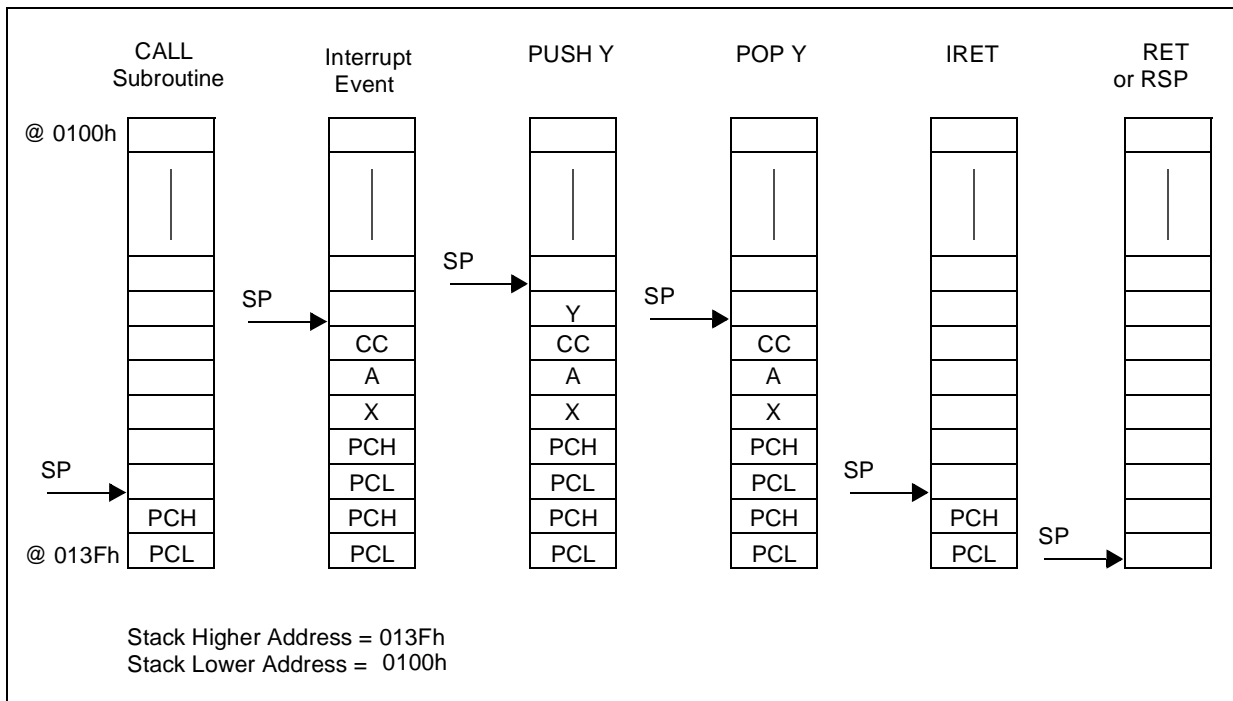 CALL
Subroutine
Interrupt
Event
PUSH Y
POP Y
IRET
RET
or RSP
@ 0100h
SP
SP
SP
Y
CC
CC
CC
A
A
A
X
X
X
PCH
PCH
PCH
SP
SP
PCL
PCL
PCL
PCH
PCH
PCH
PCH
PCH
SP
@ 013Fh
PCL
PCL
PCL
PCL
PCL
Stack Higher Address = 013Fh
Stack Lower Address = 0100h